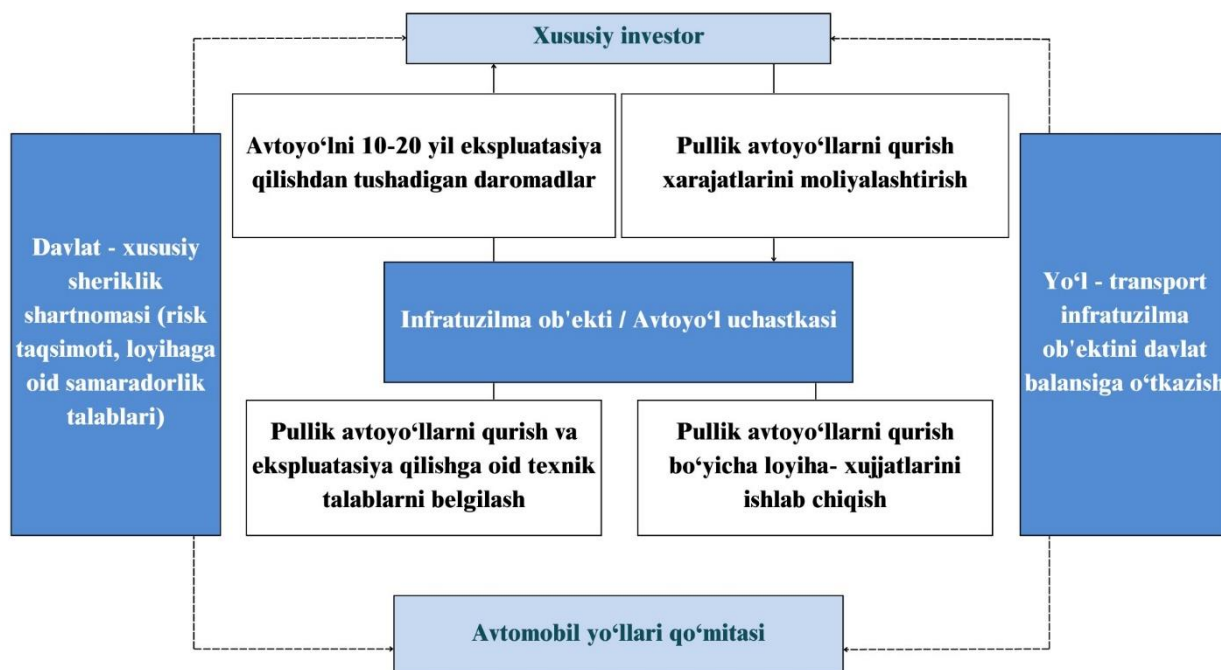 Xususiy investor
Avtoyo‘lni 10-20 yil ekspluatasiya
qilishdan tushadigan daromadlar
Pullik avtoyo‘llarni qurish
xarajatlarini moliyalashtirish
Davlat - xususiy
sheriklik
shartnomasi (risk
taqsimoti, loyihaga
oid samaradorlik
talablari)
Infratuzilma ob'ekti / Avtoyo‘l uchastkasi
Yo‘l - transport
infratuzilma
ob'ektini davlat
balansiga o‘tkazish
Pullik avtoyo‘llarni qurish va
ekspluatasiya qilishga oid texnik
talablarni belgilash
Pullik avtoyo‘llarni qurish
bo‘yicha loyiha- xujjatlarini
ishlab chiqish
Avtomobil yo‘llari qo‘mitasi